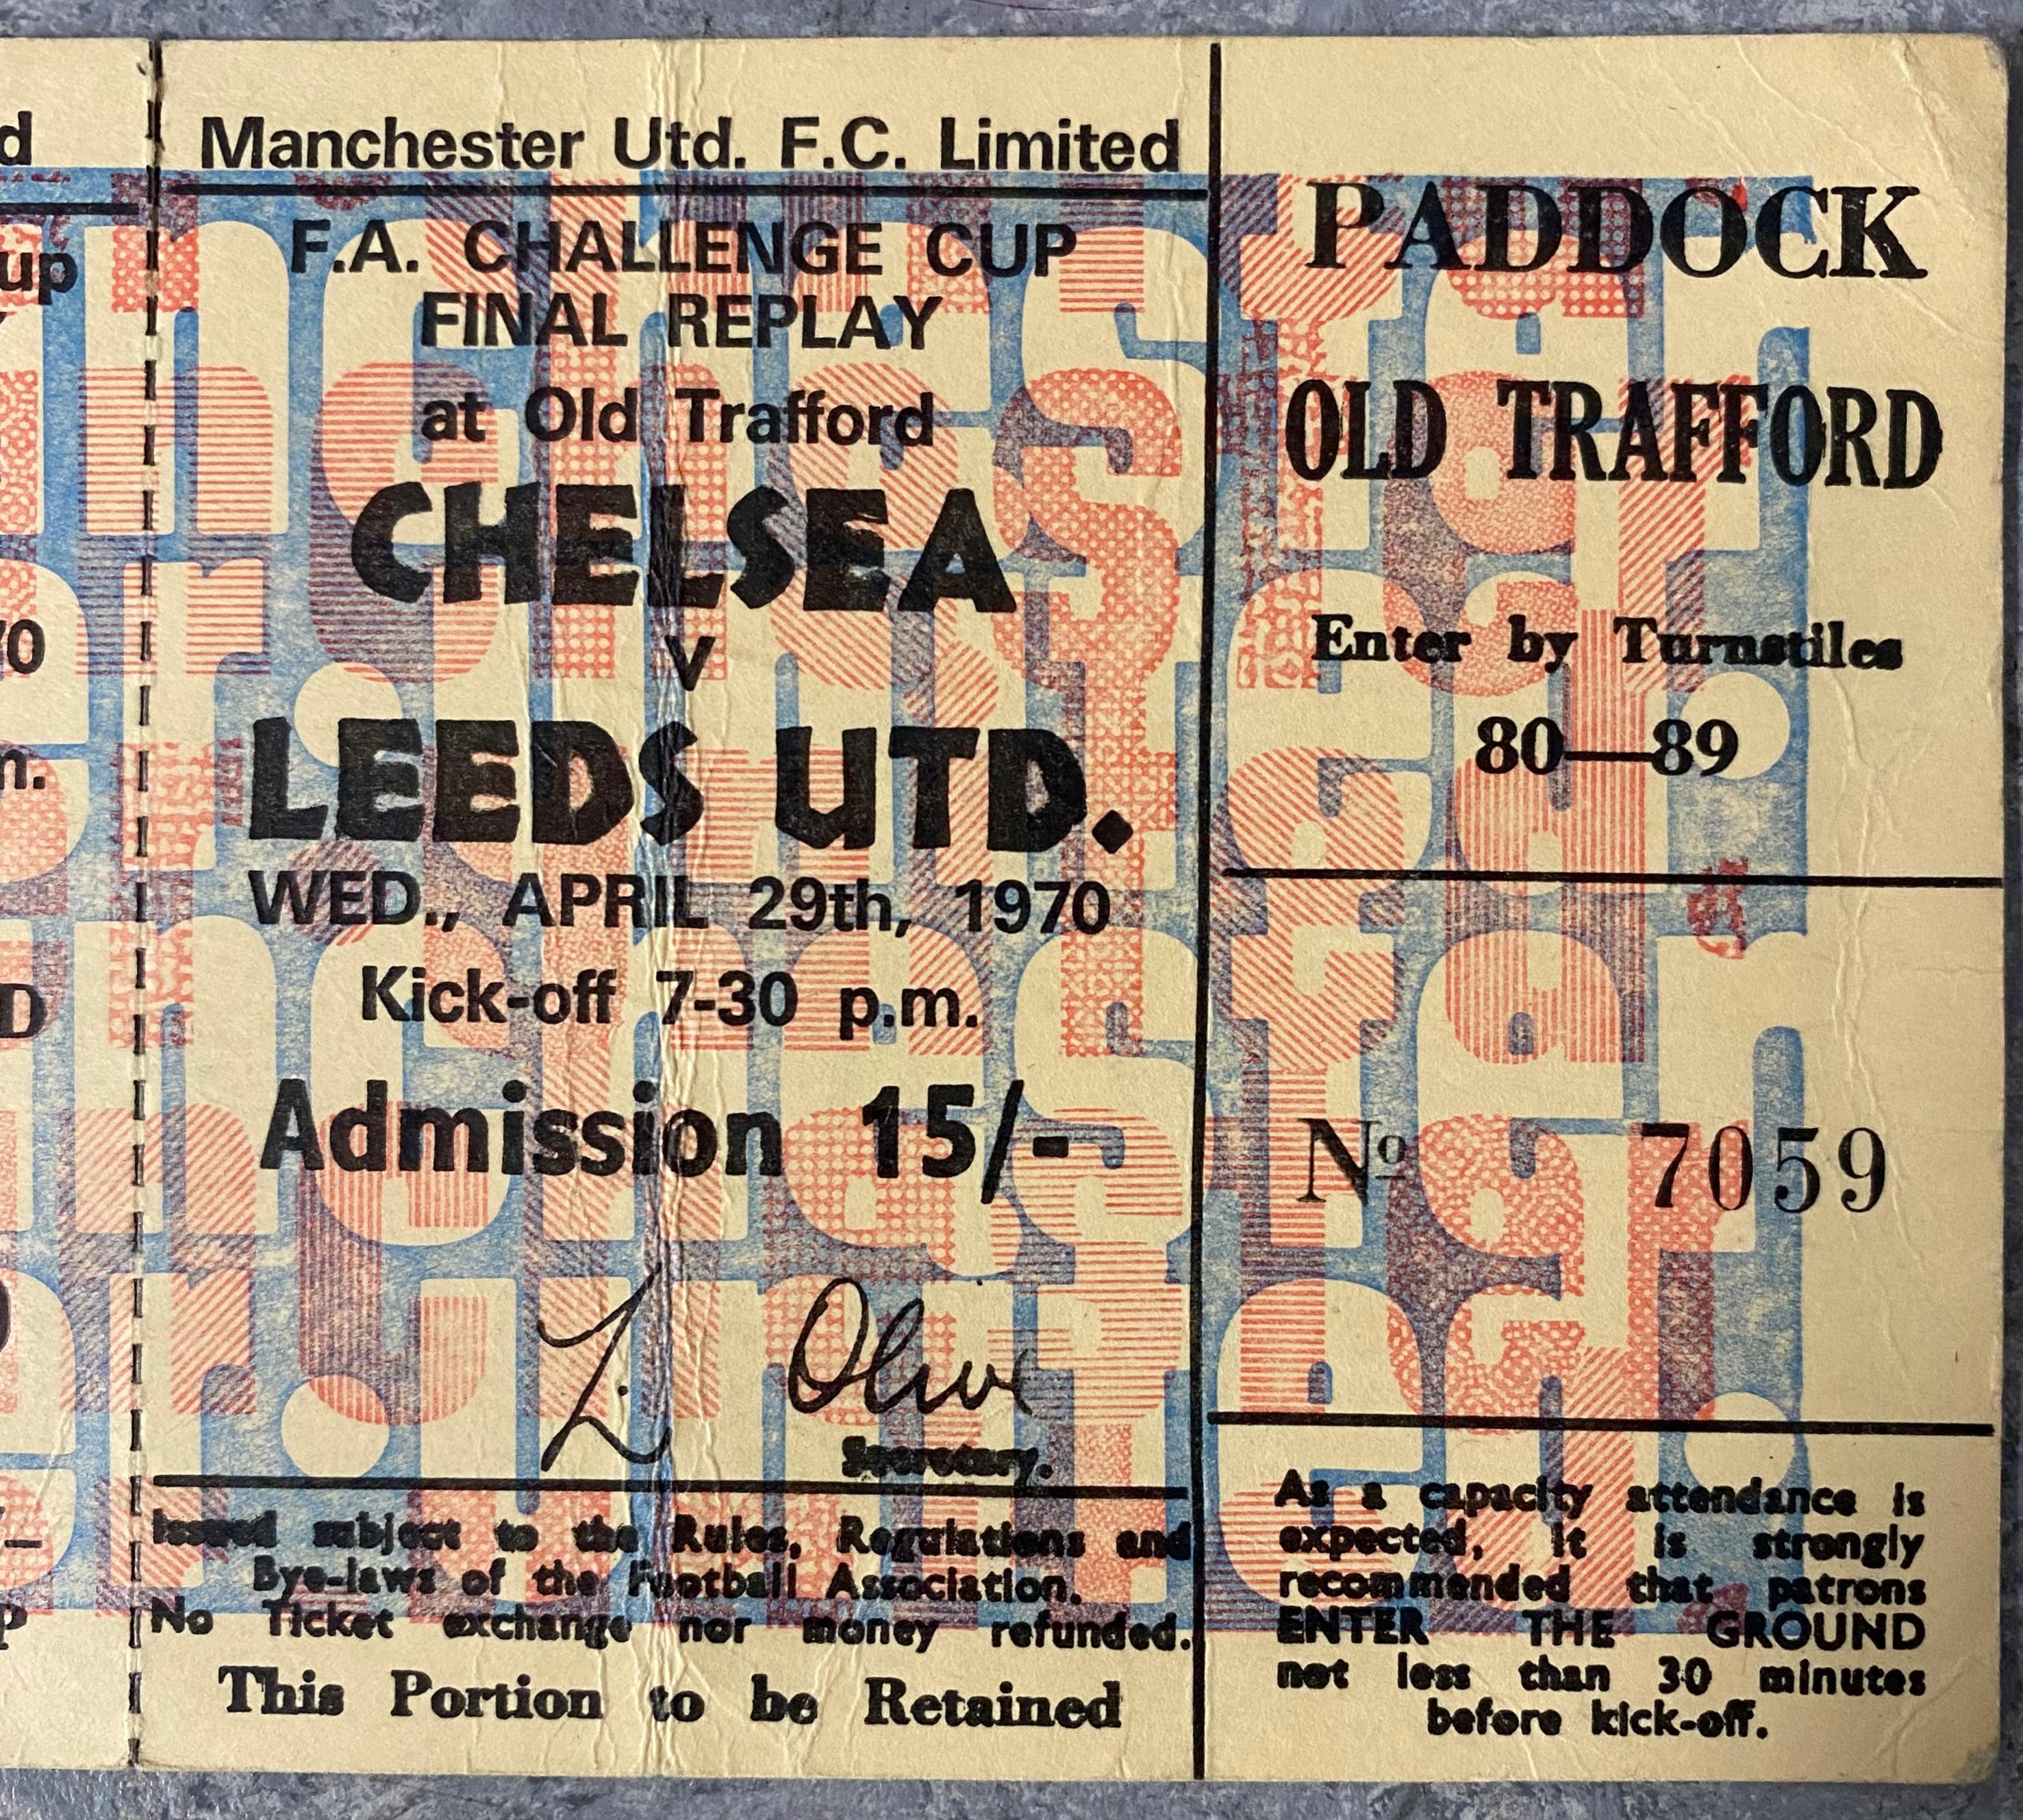 d
up
70
m.
D
P
Manchester Utd. F.C. Limited
F.A. CHALLENGE CUP
FINAL REPLAY
at Old Trafford
CHELSEA
v
LEEDS UTD.
WED., APRIL 29th, 1970
Kick-off 7-30 p.m.
Admission 15/-
L. Olive
Secretary.
Issued subject to the Rules, Regulations and
Bye-laws of the Football Association.
No Ticket exchange nor money refunded.
This Portion to be Retained
PADDOCK
OLD TRAFFORD
Enter by Turnstiles
80—89
Nº 7059
As a capacity attendance is
expected, it is strongly
recommended that patrons
ENTER THE GROUND
not less than 30 minutes
before kick-off.